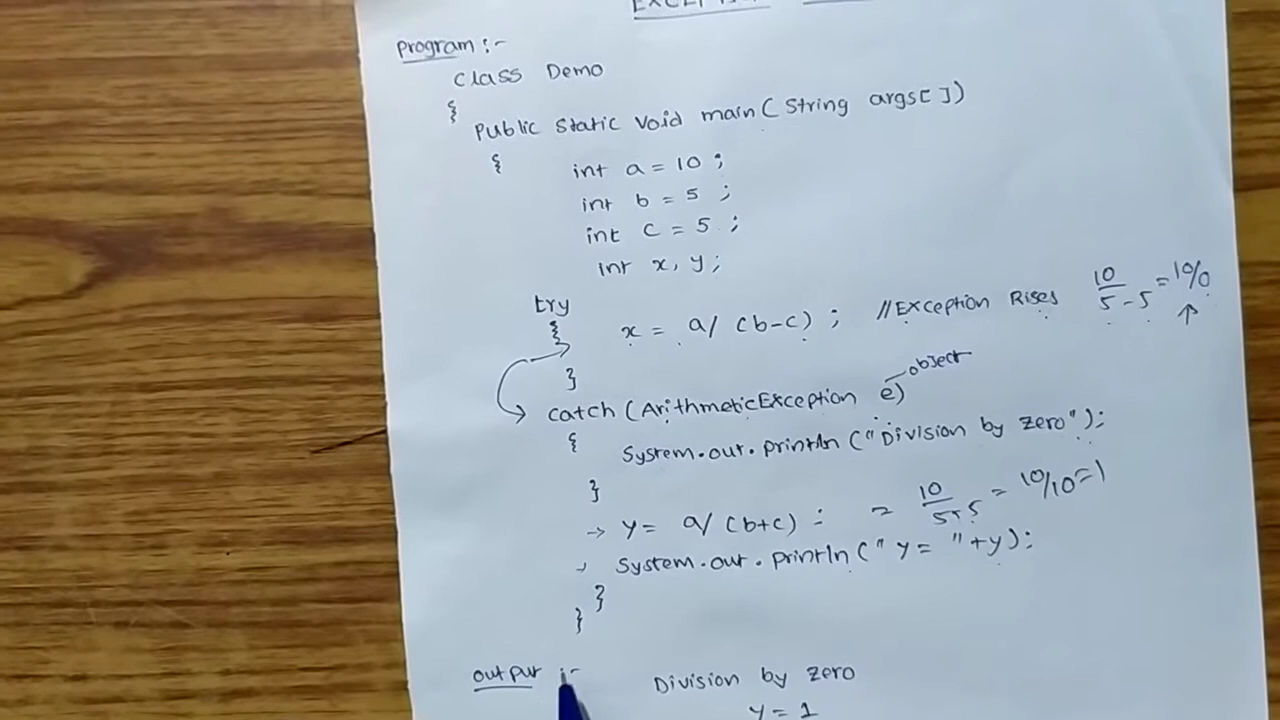 program :-
class Demo
{
public static void main( String args[ ])
{ int a = 10 ;
int b = 5 ;
int c = 5 ;
int x, y ;
try
{ x = a/ (b-c) ; //Exception Rises 10/5-5 = 10/0
}
catch (ArithmeticException e) object
{ System.out.println ("Division by zero");
}
→ y = a/ (b+c) ; = 10/5+5 = 10/10 = 1
System.out.println (" y = "+y);
}
}
output :-
Division by zero
y = 1